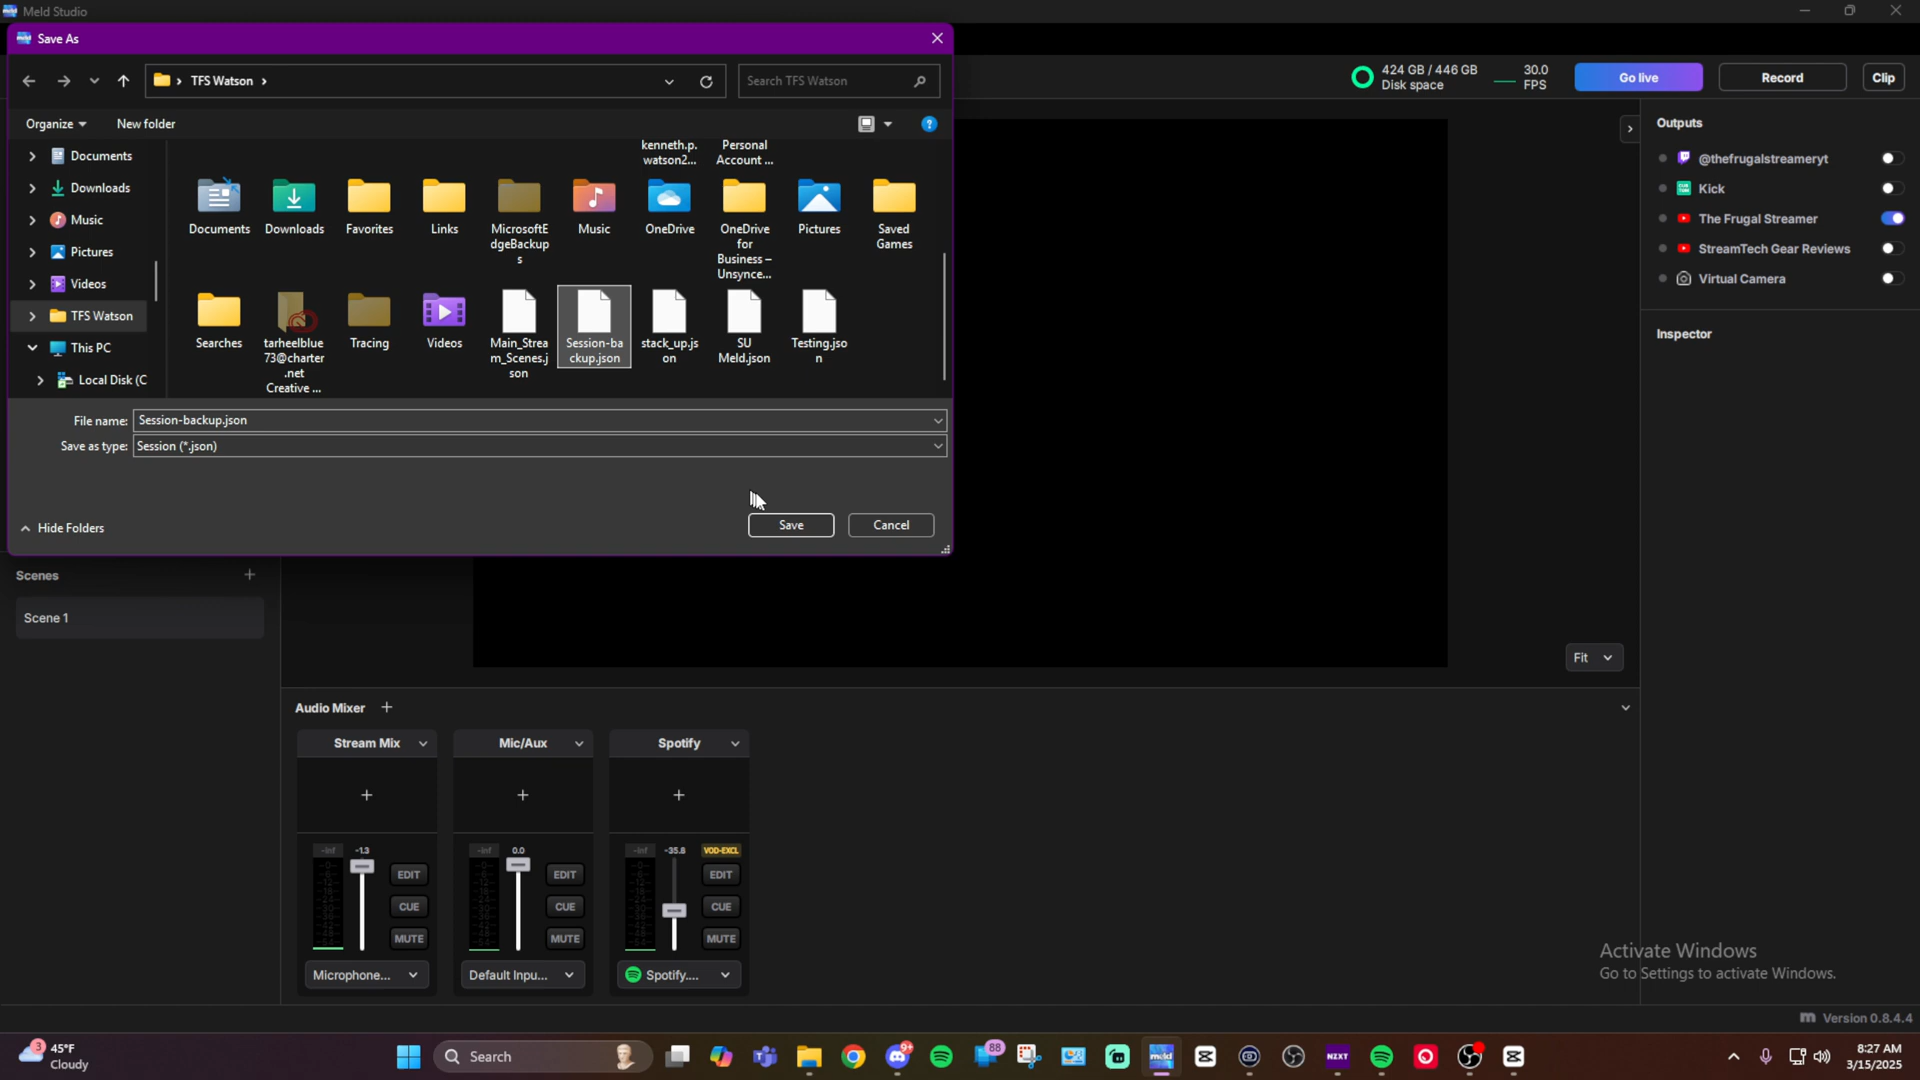 Meld Studio
Save As
TFS Watson
Search TFS Watson
Organize
New folder
Documents
Downloads
Music
Pictures
Videos
TFS Watson
This PC
Local Disk (C
kenneth.p.
watson2...
Personal
Account ...
Documents
Downloads
Favorites
Links
MicrosoftE
dgeBackup
s
Music
OneDrive
OneDrive
for
Business –
Unsynce...
Pictures
Saved
Games
Searches
tarheelblue
73@charter
.net
Creative ...
Tracing
Videos
Main_Strea
m_Scenes.j
son
Session-ba
ckup.json
stack_up.js
on
SU
Meld.json
Testing.jso
n
File name: Session-backup.json
Save as type: Session (*.json)
Hide Folders
Save
Cancel
424 GB / 446 GB
Disk space
30.0
FPS
Go live
Record
Clip
Outputs
@thefrugalstreameryt
Kick
The Frugal Streamer
StreamTech Gear Reviews
Virtual Camera
Inspector
Scenes
Scene 1
Fit
Audio Mixer
Stream Mix
Mic/Aux
Spotify
-inf -1.3
EDIT
CUE
MUTE
Microphone...
-inf 0.0
EDIT
CUE
MUTE
Default Inpu...
-inf -35.8 VOD-EXCL
EDIT
CUE
MUTE
Spotify....
Activate Windows
Go to Settings to activate Windows.
Version 0.8.4.4
3
45°F
Cloudy
Search
9+
88
meld
NZXT
8:27 AM
3/15/2025